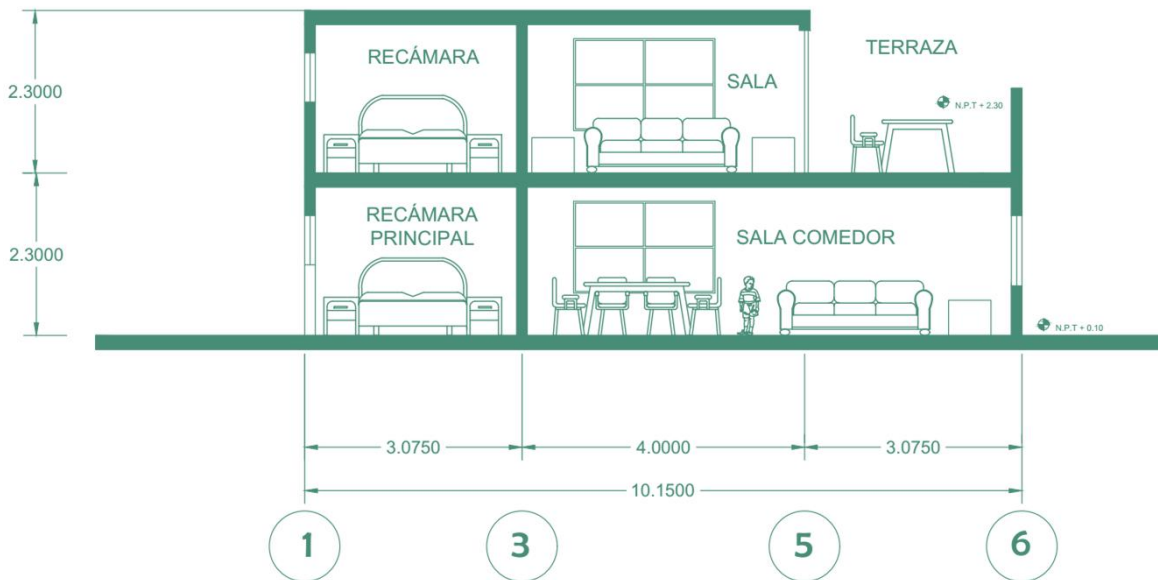 RECÁMARA
SALA
TERRAZA
2.3000
N.P.T + 2.30
RECÁMARA
PRINCIPAL
SALA COMEDOR
2.3000
N.P.T + 0.10
3.0750
4.0000
3.0750
10.1500
1
3
5
6